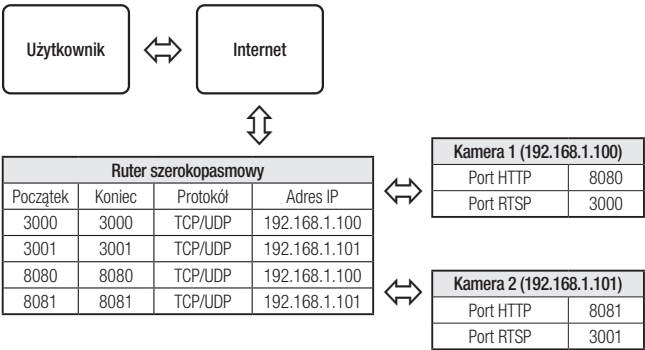 Użytkownik
Internet
Ruter szerokopasmowy
Początek Koniec Protokół Adres IP
3000 3000 TCP/UDP 192.168.1.100
3001 3001 TCP/UDP 192.168.1.101
8080 8080 TCP/UDP 192.168.1.100
8081 8081 TCP/UDP 192.168.1.101
Kamera 1 (192.168.1.100)
Port HTTP 8080
Port RTSP 3000
Kamera 2 (192.168.1.101)
Port HTTP 8081
Port RTSP 3001